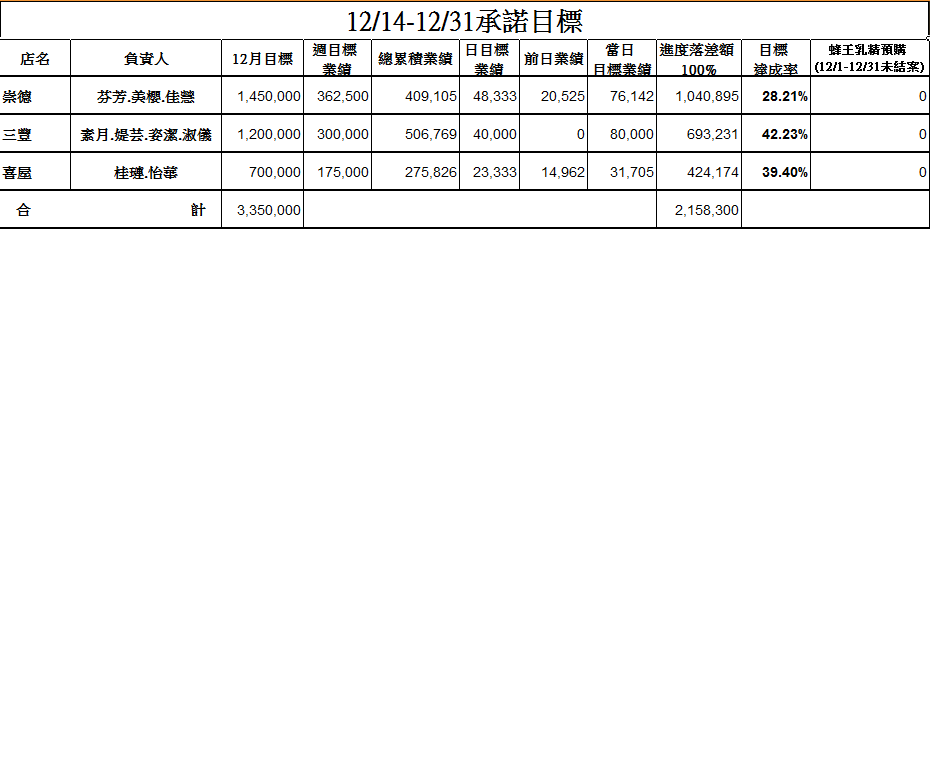 12/14-12/31承諾目標
店名 負責人 12月目標 週目標業績 總累積業績 日目標業績 前日業績 當日目標業績 進度落差額100% 目標達成率 蜂王乳精預購(12/1-12/31未結案)
崇德 芬芳.美櫻.佳慧 1,450,000 362,500 409,105 48,333 20,525 76,142 1,040,895 28.21% 0
三豐 素月.媞芸.姿潔.淑儀 1,200,000 300,000 506,769 40,000 0 80,000 693,231 42.23% 0
喜屋 桂璉.怡華 700,000 175,000 275,826 23,333 14,962 31,705 424,174 39.40% 0
合 計 3,350,000 2,158,300